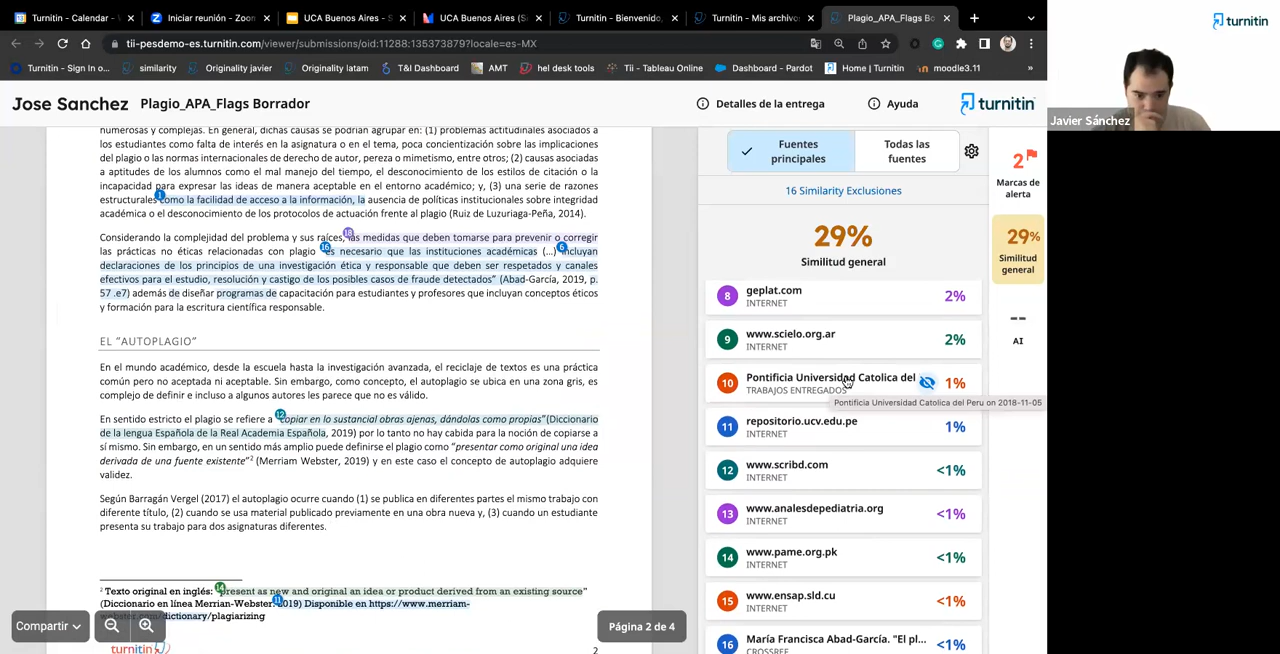 Turnitin - Calendar -
Iniciar reunión - Zoon
UCA Buenos Aires - S
UCA Buenos Aires (S
Turnitin - Bienvenido,
Turnitin - Mis archivo
Plagio_APA_Flags Bo
turnitin
tii-pesdemo-es.turnitin.com/viewer/submissions/oid:11288:135373879?locale=es-MX
Turnitin - Sign In o...
similarity
Originality javier
Originality latam
T&I Dashboard
AMT
hel desk tools
Tii - Tableau Online
Dashboard - Pardot
Home | Turnitin
moodle3.11
»
Jose Sanchez
Plagio_APA_Flags Borrador
Detalles de la entrega
Ayuda
turnitin
Javier Sánchez
numerosas y complejas. En general, dichas causas se podrían agrupar en: (1) problemas actitudinales asociados a
los estudiantes como falta de interés en la asignatura o en el tema, poca concientización sobre las implicaciones
del plagio o las normas internacionales de derecho de autor, pereza o mimetismo, entre otros; (2) causas asociadas
a aptitudes de los alumnos como el mal manejo del tiempo, el desconocimiento de los estilos de citación o la
incapacidad para expresar las ideas de manera aceptable en el entorno académico; y, (3) una serie de razones
estructurales como la facilidad de acceso a la información, la ausencia de políticas institucionales sobre integridad
académica o el desconocimiento de los protocolos de actuación frente al plagio (Ruiz de Luzuriaga-Peña, 2014).
Considerando la complejidad del problema y sus raíces, las medidas que deben tomarse para prevenir o corregir
las prácticas no éticas relacionadas con plagio es necesario que las instituciones académicas (...) incluyan
declaraciones de los principios de una investigación ética y responsable que deben ser respetados y canales
efectivos para el estudio, resolución y castigo de los posibles casos de fraude detectados" (Abad-García, 2019, p.
57 .e7) además de diseñar programas de capacitación para estudiantes y profesores que incluyan conceptos éticos
y formación para la escritura científica responsable.
EL "AUTOPLAGIO"
En el mundo académico, desde la escuela hasta la investigación avanzada, el reciclaje de textos es una práctica
común pero no aceptada ni aceptable. Sin embargo, como concepto, el autoplagio se ubica en una zona gris, es
complejo de definir e incluso a algunos autores les parece que no es válido.
En sentido estricto el plagio se refiere a "copiar en lo sustancial obras ajenas, dándolas como propias"(Diccionario
de la lengua Española de la Real Academia Española, 2019) por lo tanto no hay cabida para la noción de copiarse a
sí mismo. Sin embargo, en un sentido más amplio puede definirse el plagio como "presentar como original una idea
derivada de una fuente existente"² (Merriam Webster, 2019) y en este caso el concepto de autoplagio adquiere
validez.
Según Barragán Vergel (2017) el autoplagio ocurre cuando (1) se publica en diferentes partes el mismo trabajo con
diferente título, (2) cuando se usa material publicado previamente en una obra nueva y, (3) cuando un estudiante
presenta su trabajo para dos asignaturas diferentes.
² Texto original en inglés: "present as new and original an idea or product derived from an existing source"
(Diccionario en línea Merrian-Webster, 2019) Disponible en https://www.merriam-
webster.com/dictionary/plagiarizing
1
18
16
6
12
14
11
Compartir
Página 2 de 4
turnitin
2
Fuentes principales
Todas las fuentes
16 Similarity Exclusions
29%
Similitud general
8 geplat.com 2%
INTERNET
9 www.scielo.org.ar 2%
INTERNET
10 Pontificia Universidad Catolica del 1%
TRABAJOS ENTREGADOS
Pontificia Universidad Catolica del Peru on 2018-11-05
11 repositorio.ucv.edu.pe 1%
INTERNET
12 www.scribd.com <1%
INTERNET
13 www.analesdepediatria.org <1%
INTERNET
14 www.pame.org.pk <1%
INTERNET
15 www.ensap.sld.cu <1%
INTERNET
16 María Francisca Abad-García. "El pl... <1%
CROSSREF
2
Marcas de
alerta
29%
Similitud
general
--
AI